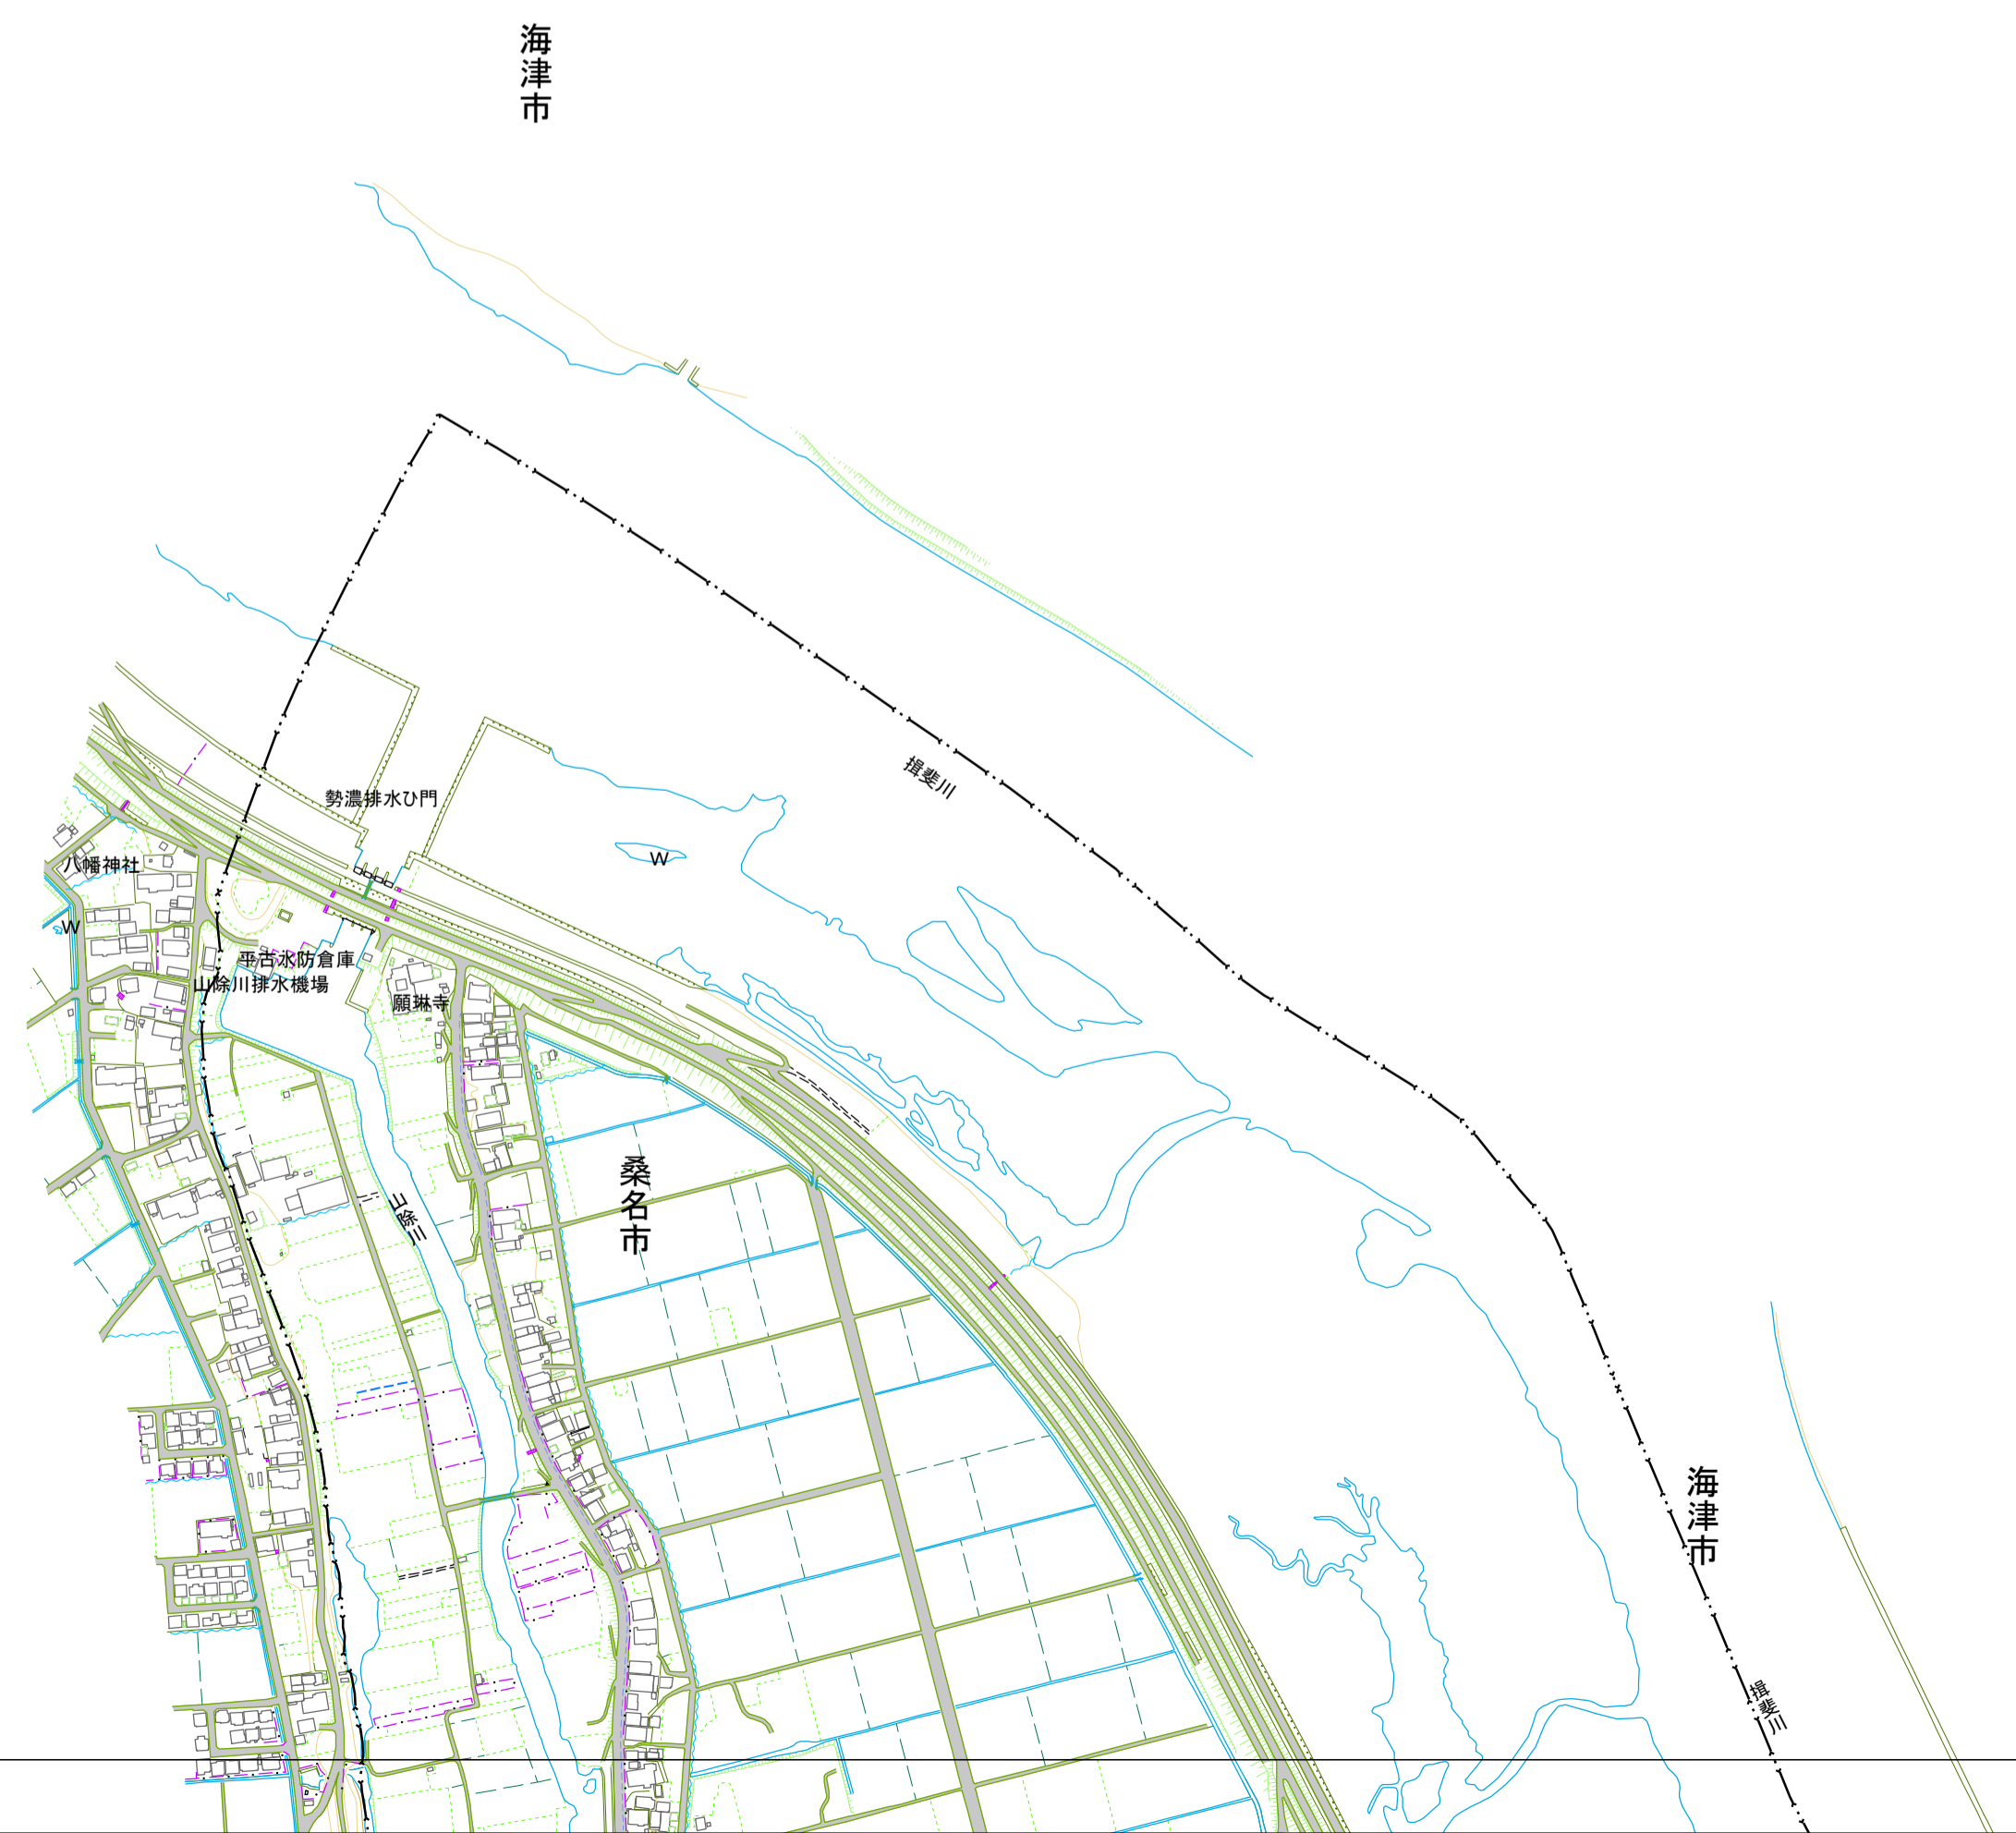 海津市
揖斐川
勢濃排水ひ門
W
八幡神社
W
平古水防倉庫
山除川排水機場
願琳寺
桑名市
山除川
海津市
揖斐川